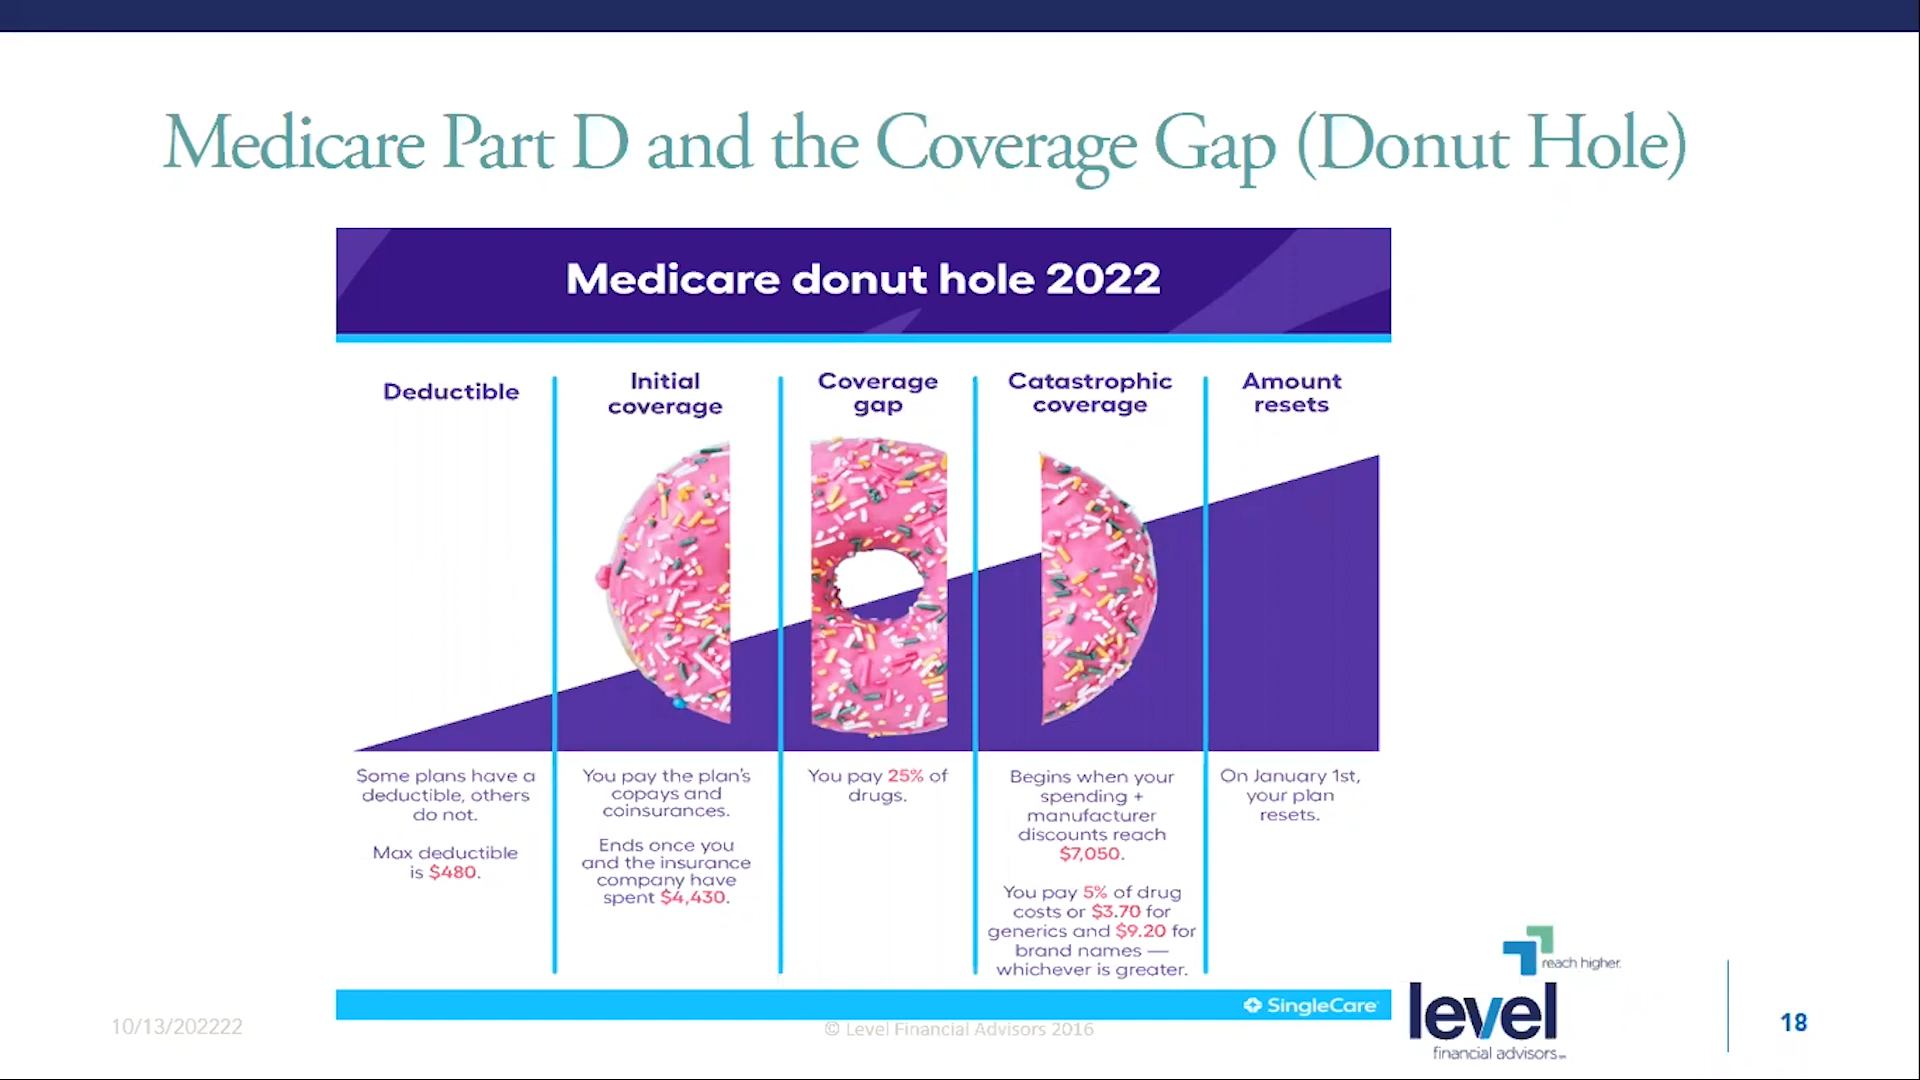 Medicare Part D and the Coverage Gap (Donut Hole)
Medicare donut hole 2022
Deductible
Some plans have a
deductible, others
do not.
Max deductible
is $480.
Initial
coverage
You pay the plan's
copays and
coinsurances.
Ends once you
and the insurance
company have
spent $4,430.
Coverage
gap
You pay 25% of
drugs.
Catastrophic
coverage
Begins when your
spending +
manufacturer
discounts reach
$7,050.
You pay 5% of drug
costs or $3.70 for
generics and $9.20 for
brand names —
whichever is greater.
Amount
resets
On January 1st,
your plan
resets.
SingleCare
reach higher.
level
financial advisors
10/13/202222
© Level Financial Advisors 2016
18